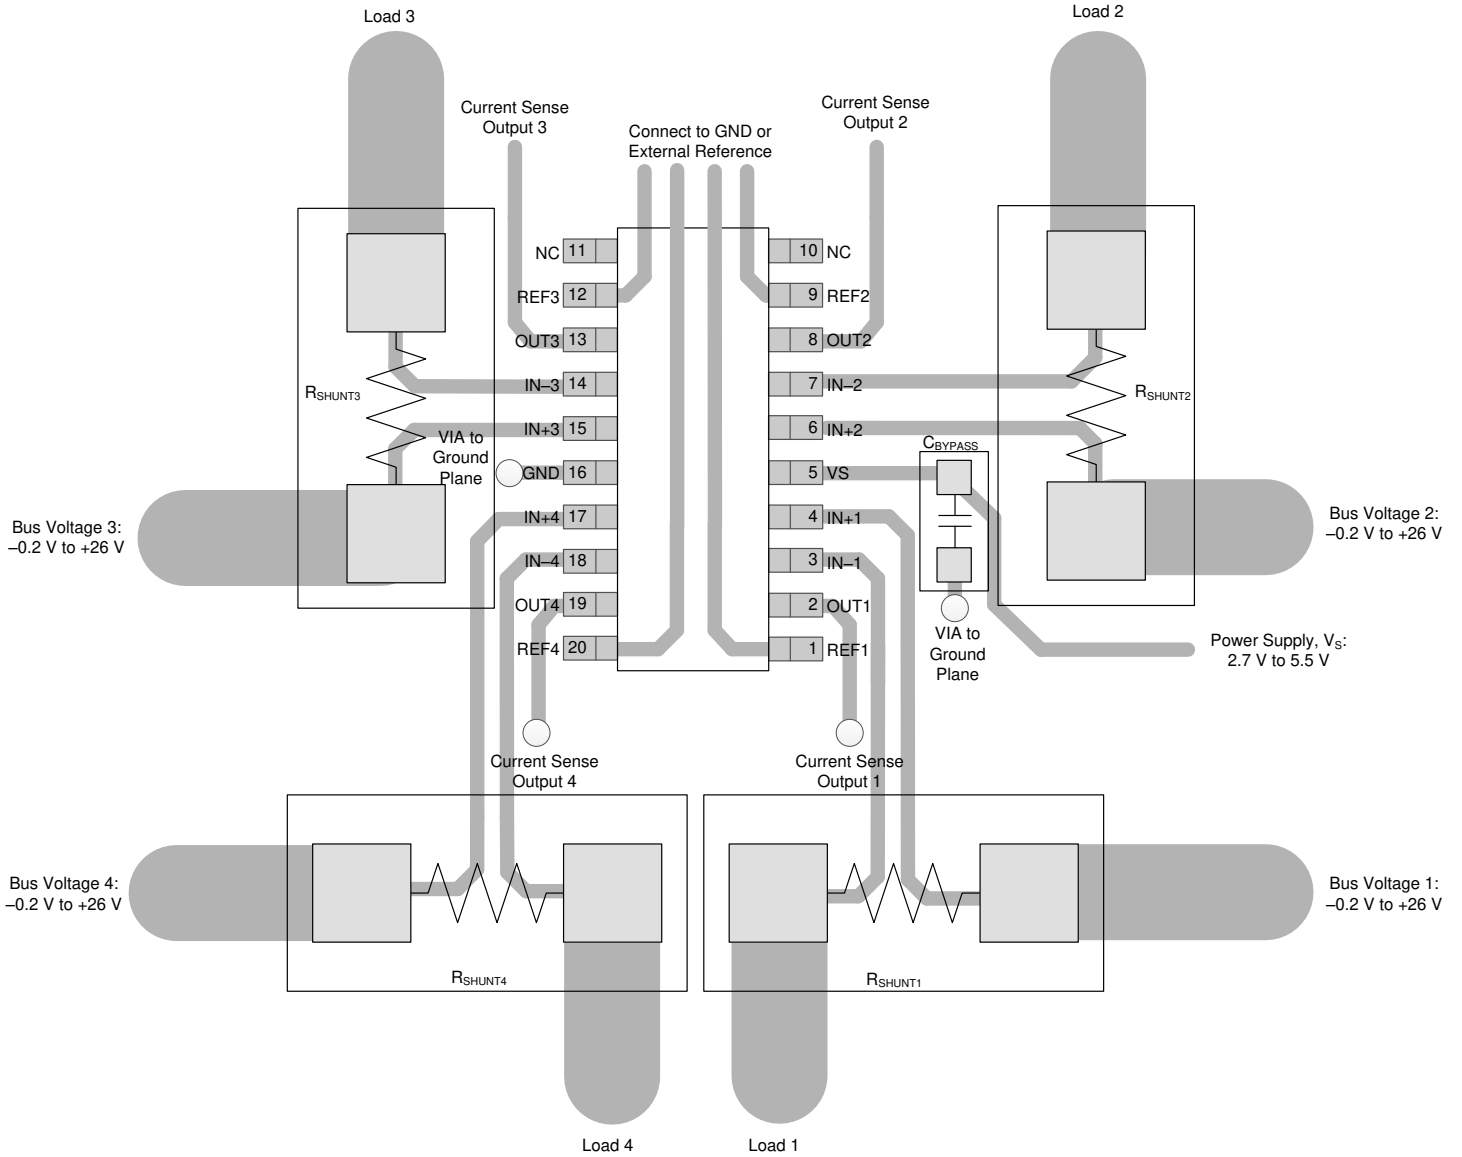 Load 3
Load 2
Current Sense
Output 3
Current Sense
Output 2
Connect to GND or
External Reference
NC 11
10 NC
REF3 12
9 REF2
OUT3 13
8 OUT2
IN–3 14
7 IN–2
RSHUNT3
RSHUNT2
IN+3 15
6 IN+2
VIA to
Ground
Plane
CBYPASS
GND 16
5 VS
IN+4 17
4 IN+1
Bus Voltage 3:
–0.2 V to +26 V
Bus Voltage 2:
–0.2 V to +26 V
IN–4 18
3 IN–1
OUT4 19
2 OUT1
REF4 20
1 REF1
VIA to
Ground
Plane
Power Supply, VS:
2.7 V to 5.5 V
Current Sense
Output 4
Current Sense
Output 1
Bus Voltage 4:
–0.2 V to +26 V
Bus Voltage 1:
–0.2 V to +26 V
RSHUNT4
RSHUNT1
Load 4
Load 1